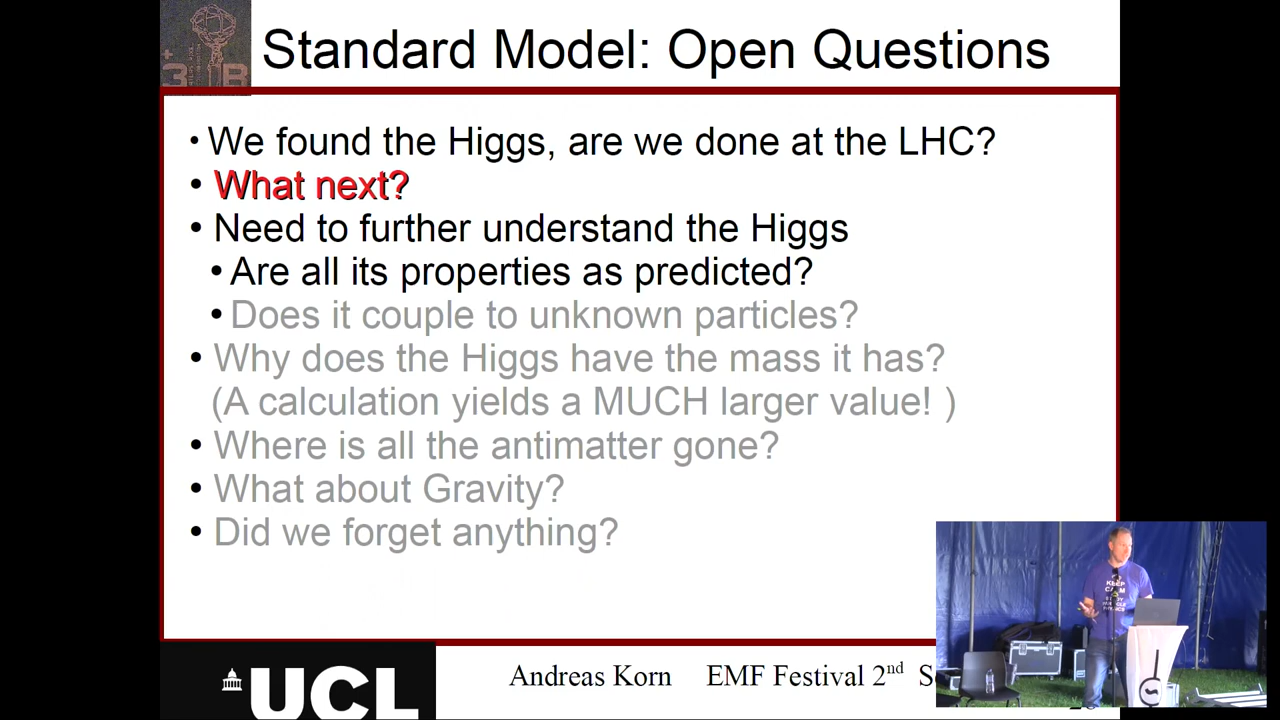 Standard Model: Open Questions
• We found the Higgs, are we done at the LHC?
• What next?
• Need to further understand the Higgs
• Are all its properties as predicted?
• Does it couple to unknown particles?
• Why does the Higgs have the mass it has?
(A calculation yields a MUCH larger value! )
• Where is all the antimatter gone?
• What about Gravity?
• Did we forget anything?
KEEP
CALM
UCL
Andreas Korn EMF Festival 2nd